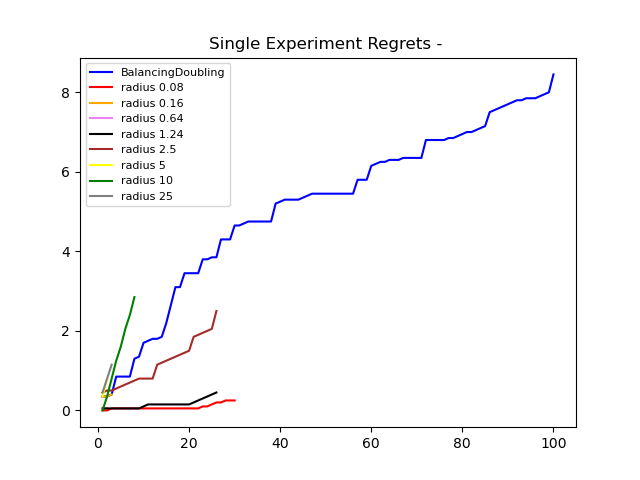 Single Experiment Regrets -
BalancingDoubling
radius 0.08
radius 0.16
radius 0.64
radius 1.24
radius 2.5
radius 5
radius 10
radius 25
8
6
4
2
0
0 20 40 60 80 100